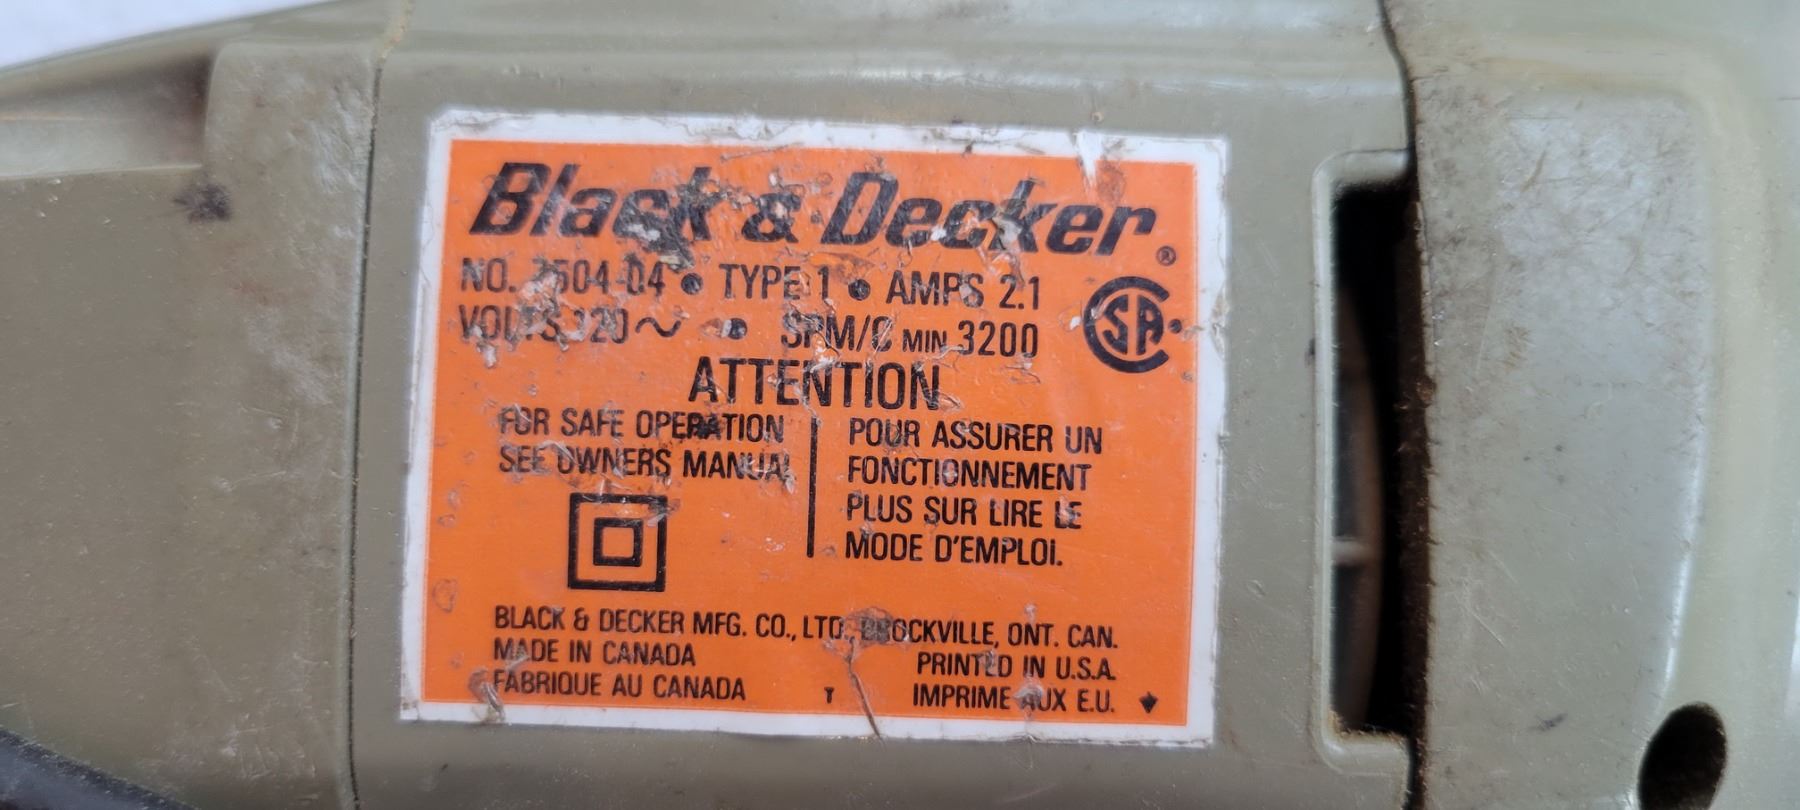 Black & Decker®
NO. 7504-04 • TYPE 1 • AMPS 2.1
VOLTS 120~ • SPM/C MIN 3200
CSA
ATTENTION
FOR SAFE OPERATION
SEE OWNERS MANUAL
POUR ASSURER UN
FONCTIONNEMENT
PLUS SUR LIRE LE
MODE D'EMPLOI.
BLACK & DECKER MFG. CO., LTD., BROCKVILLE, ONT. CAN.
MADE IN CANADA
FABRIQUE AU CANADA
T
PRINTED IN U.S.A.
IMPRIME AUX E.U.